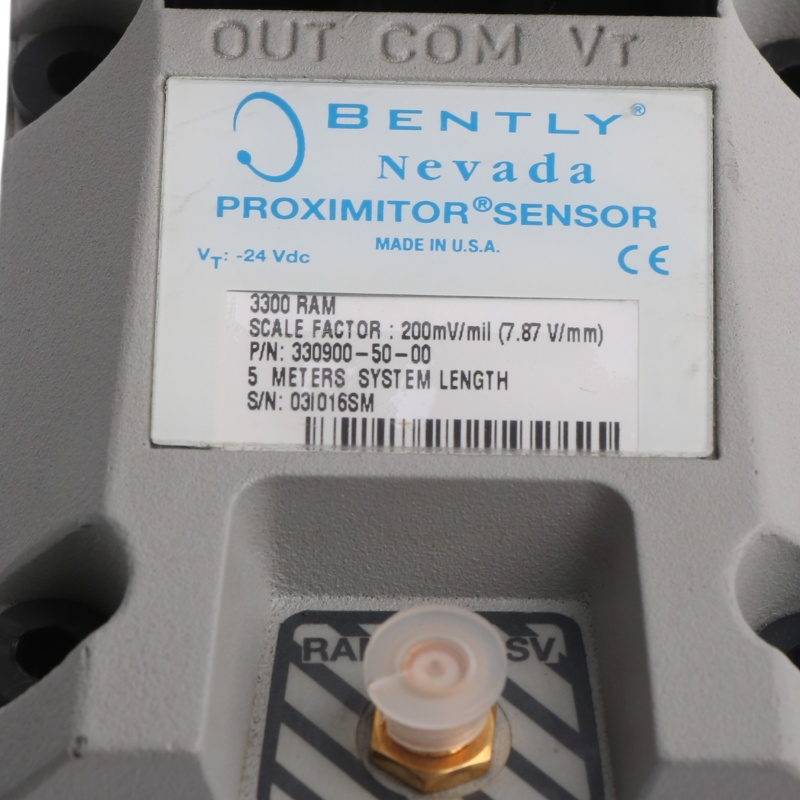 OUT COM VT
BENTLY®
Nevada
PROXIMITOR®SENSOR
MADE IN U.S.A.
VT: -24 Vdc
CE
3300 RAM
SCALE FACTOR : 200mV/mil (7.87 V/mm)
P/N: 330900-50-00
5 METERS SYSTEM LENGTH
S/N: 03I016SM
SV